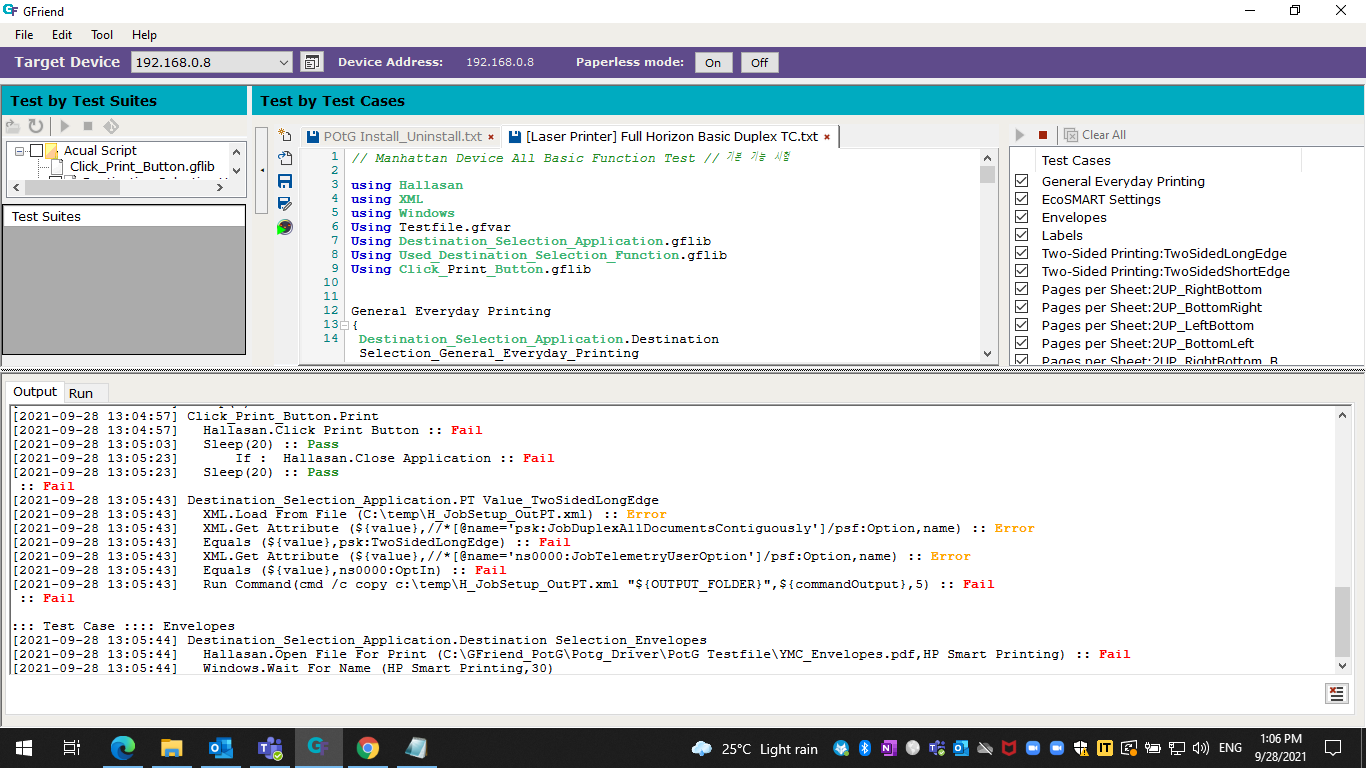 GFriend
File Edit Tool Help
Target Device 192.168.0.8 Device Address: 192.168.0.8 Paperless mode: On Off
Test by Test Suites
Test by Test Cases
Acual Script
Click_Print_Button.gflib
Test Suites
POtG Install_Uninstall.txt × [Laser Printer] Full Horizon Basic Duplex TC.txt ×
1 // Manhattan Device All Basic Function Test // 기본 기능 시험
2
3 using Hallasan
4 using XML
5 using Windows
6 Using Testfile.gfvar
7 Using Destination_Selection_Application.gflib
8 Using Used_Destination_Selection_Function.gflib
9 Using Click_Print_Button.gflib
10
11
12 General Everyday Printing
13 {
14 Destination_Selection_Application.Destination
Selection_General_Everyday_Printing
Clear All
Test Cases
General Everyday Printing
EcoSMART Settings
Envelopes
Labels
Two-Sided Printing:TwoSidedLongEdge
Two-Sided Printing:TwoSidedShortEdge
Pages per Sheet:2UP_RightBottom
Pages per Sheet:2UP_BottomRight
Pages per Sheet:2UP_LeftBottom
Pages per Sheet:2UP_BottomLeft
Pages per Sheet:2UP_RightBottom_B
Output Run
[2021-09-28 13:04:57] Click_Print_Button.Print
[2021-09-28 13:04:57] Hallasan.Click Print Button :: Fail
[2021-09-28 13:05:03] Sleep(20) :: Pass
[2021-09-28 13:05:23] If : Hallasan.Close Application :: Fail
[2021-09-28 13:05:23] Sleep(20) :: Pass
:: Fail
[2021-09-28 13:05:43] Destination_Selection_Application.PT Value_TwoSidedLongEdge
[2021-09-28 13:05:43] XML.Load From File (C:\temp\H_JobSetup_OutPT.xml) :: Error
[2021-09-28 13:05:43] XML.Get Attribute (${value},//*[@name='psk:JobDuplexAllDocumentsContiguously']/psf:Option,name) :: Error
[2021-09-28 13:05:43] Equals (${value},psk:TwoSidedLongEdge) :: Fail
[2021-09-28 13:05:43] XML.Get Attribute (${value},//*[@name='ns0000:JobTelemetryUserOption']/psf:Option,name) :: Error
[2021-09-28 13:05:43] Equals (${value},ns0000:OptIn) :: Fail
[2021-09-28 13:05:43] Run Command(cmd /c copy c:\temp\H_JobSetup_OutPT.xml "${OUTPUT_FOLDER}",${commandOutput},5) :: Fail
:: Fail
::: Test Case :::: Envelopes
[2021-09-28 13:05:44] Destination_Selection_Application.Destination Selection_Envelopes
[2021-09-28 13:05:44] Hallasan.Open File For Print (C:\GFriend_PotG\Potg_Driver\PotG Testfile\YMC_Envelopes.pdf,HP Smart Printing) :: Fail
[2021-09-28 13:05:44] Windows.Wait For Name (HP Smart Printing,30)
25°C Light rain ENG 1:06 PM
9/28/2021